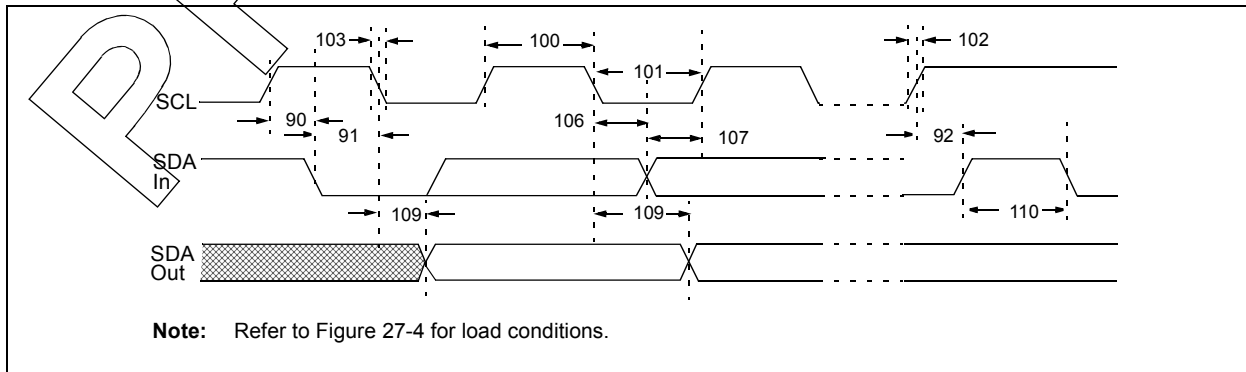 103
100
102
101
SCL
90
91
106
107
92
SDA
In
109
109
110
SDA
Out
Note: Refer to Figure 27-4 for load conditions.